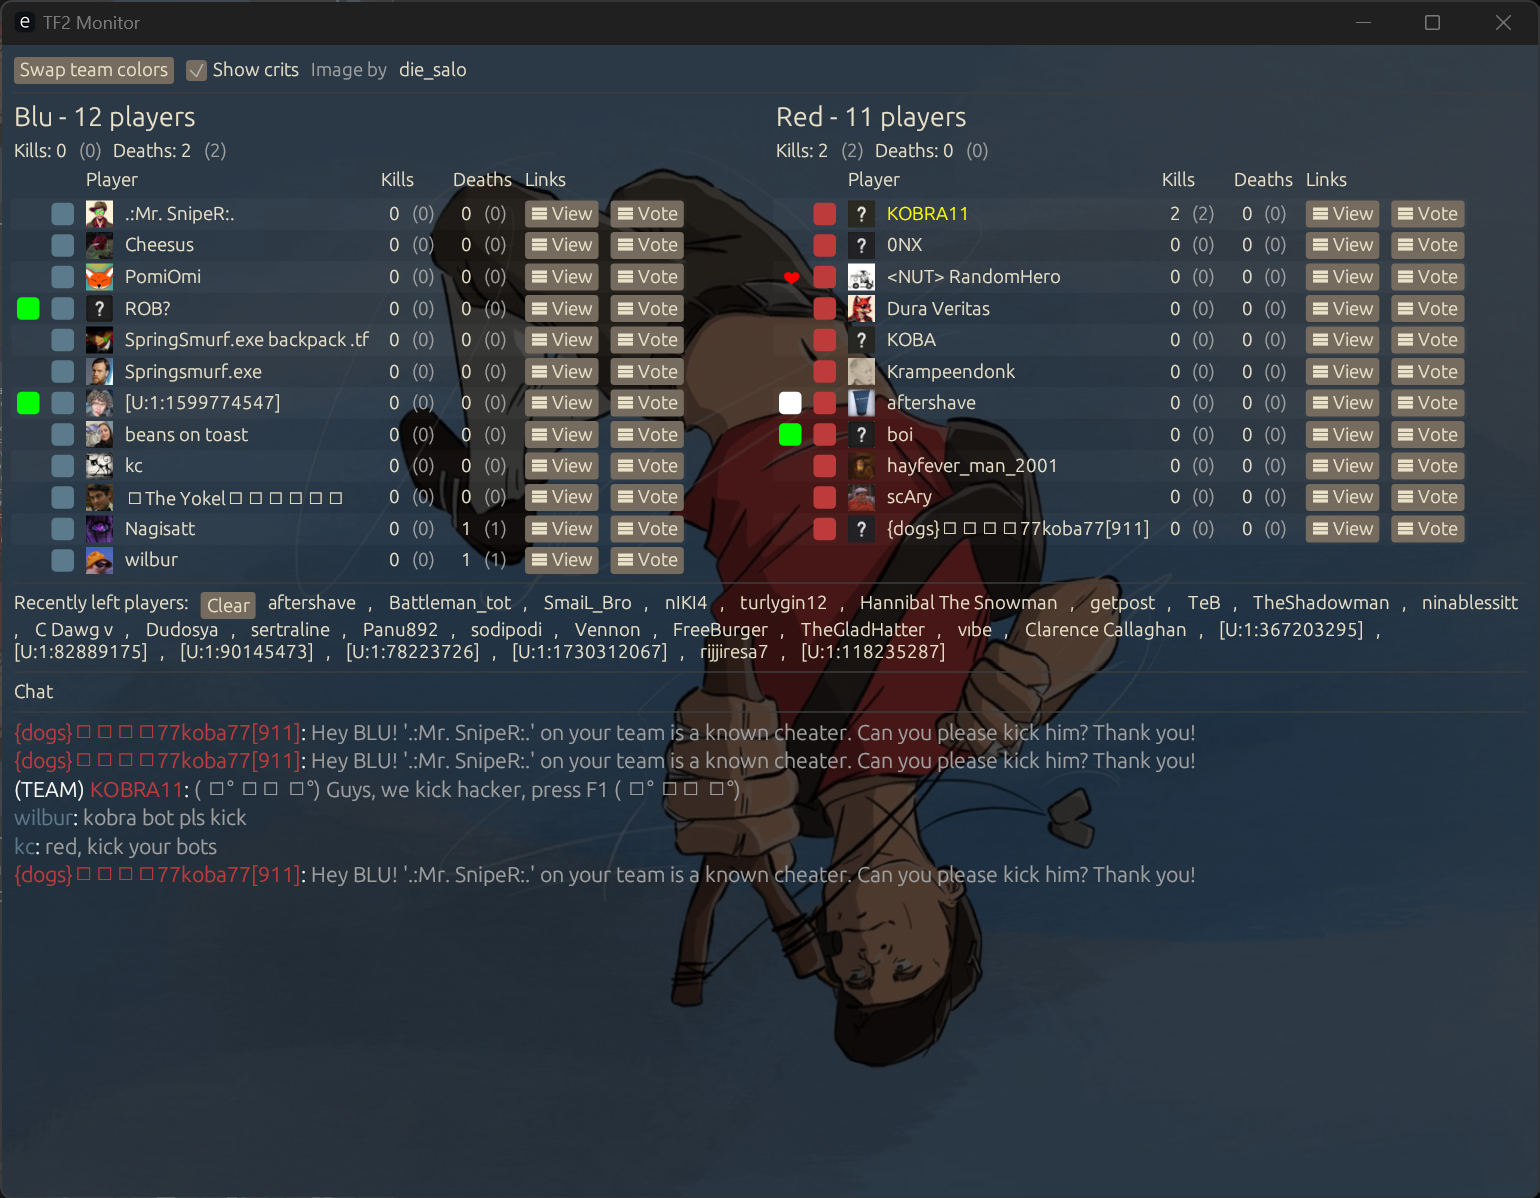 e TF2 Monitor
Swap team colors Show crits Image by die_salo
Blu - 12 players
Kills: 0 (0) Deaths: 2 (2)
Player Kills Deaths Links
.:Mr. SnipeR:. 0 (0) 0 (0) View Vote
Cheesus 0 (0) 0 (0) View Vote
PomiOmi 0 (0) 0 (0) View Vote
? ROB? 0 (0) 0 (0) View Vote
SpringSmurf.exe backpack .tf 0 (0) 0 (0) View Vote
Springsmurf.exe 0 (0) 0 (0) View Vote
[U:1:1599774547] 0 (0) 0 (0) View Vote
beans on toast 0 (0) 0 (0) View Vote
kc 0 (0) 0 (0) View Vote
□The Yokel□□□□□□ 0 (0) 0 (0) View Vote
Nagisatt 0 (0) 1 (1) View Vote
wilbur 0 (0) 1 (1) View Vote
Red - 11 players
Kills: 2 (2) Deaths: 0 (0)
Player Kills Deaths Links
? KOBRA11 2 (2) 0 (0) View Vote
? 0NX 0 (0) 0 (0) View Vote
<NUT> RandomHero 0 (0) 0 (0) View Vote
Dura Veritas 0 (0) 0 (0) View Vote
? KOBA 0 (0) 0 (0) View Vote
Krampeendonk 0 (0) 0 (0) View Vote
aftershave 0 (0) 0 (0) View Vote
? boi 0 (0) 0 (0) View Vote
hayfever_man_2001 0 (0) 0 (0) View Vote
scAry 0 (0) 0 (0) View Vote
? {dogs}□□□□77koba77[911] 0 (0) 0 (0) View Vote
Recently left players: Clear aftershave , Battleman_tot , SmaiL_Bro , nIKI4 , turlygin12 , Hannibal The Snowman , getpost , TeB , TheShadowman , ninablessitt
, C Dawg v , Dudosya , sertraline , Panu892 , sodipodi , Vennon , FreeBurger , TheGladHatter , vıbe , Clarence Callaghan , [U:1:367203295] ,
[U:1:82889175] , [U:1:90145473] , [U:1:78223726] , [U:1:1730312067] , rijjiresa7 , [U:1:118235287]
Chat
{dogs}□□□□77koba77[911]: Hey BLU! '.:Mr. SnipeR:.' on your team is a known cheater. Can you please kick him? Thank you!
{dogs}□□□□77koba77[911]: Hey BLU! '.:Mr. SnipeR:.' on your team is a known cheater. Can you please kick him? Thank you!
(TEAM) KOBRA11: ( □° □□ □°) Guys, we kick hacker, press F1 ( □° □□ □°)
wilbur: kobra bot pls kick
kc: red, kick your bots
{dogs}□□□□77koba77[911]: Hey BLU! '.:Mr. SnipeR:.' on your team is a known cheater. Can you please kick him? Thank you!